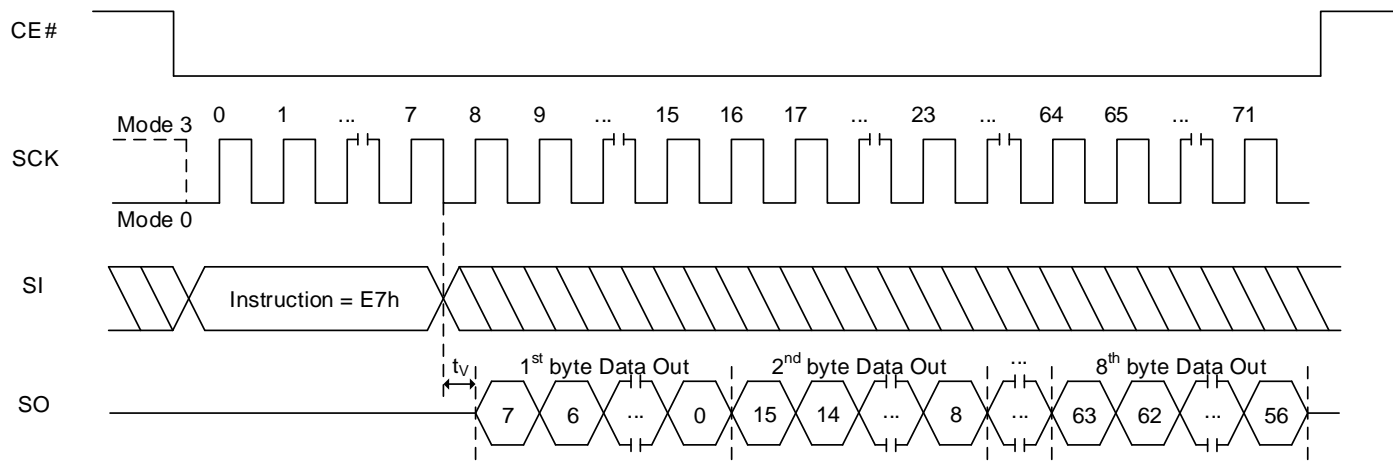 CE#
0 1 ... 7 8 9 ... 15 16 17 ... 23 ... 64 65 ... 71
Mode 3
SCK
Mode 0
SI
Instruction = E7h
tV 1st byte Data Out 2nd byte Data Out ... 8th byte Data Out
SO
7 6 ... 0 15 14 ... 8 ... 63 62 ... 56